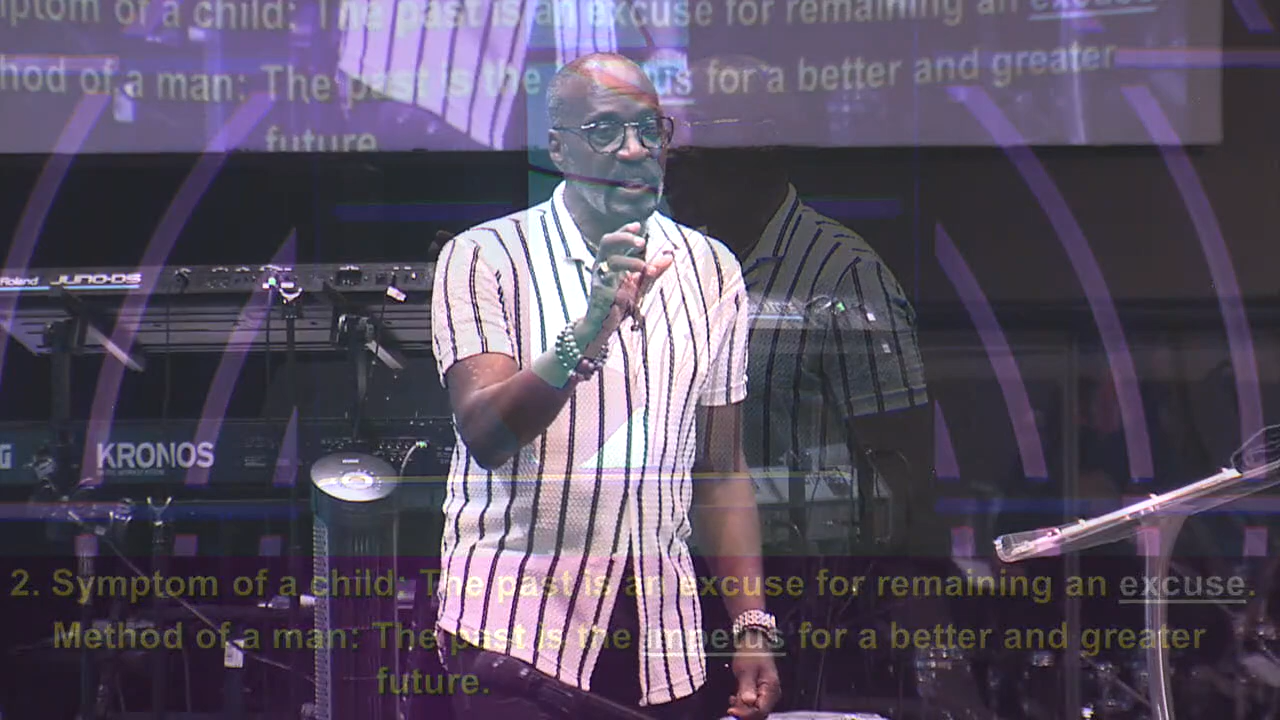 ptom of a child: The past is an excuse for remaining an excuse
hod of a man: The past is the impetus for a better and greater
future.
Roland JUNO-DS
G KRONOS
2. Symptom of a child: The past is an excuse for remaining an excuse.
Method of a man: The past is the impetus for a better and greater
future.